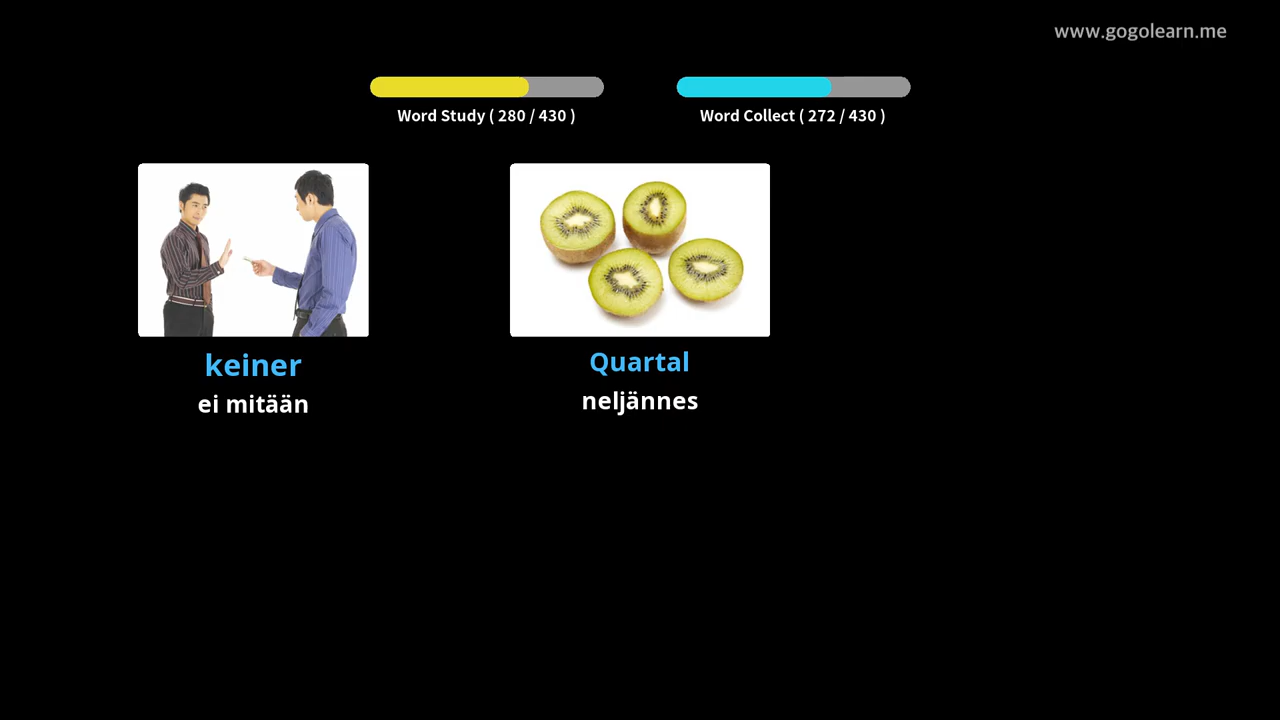 www.gogolearn.me
Word Study ( 280 / 430 )
Word Collect ( 272 / 430 )
keiner
ei mitään
Quartal
neljännes